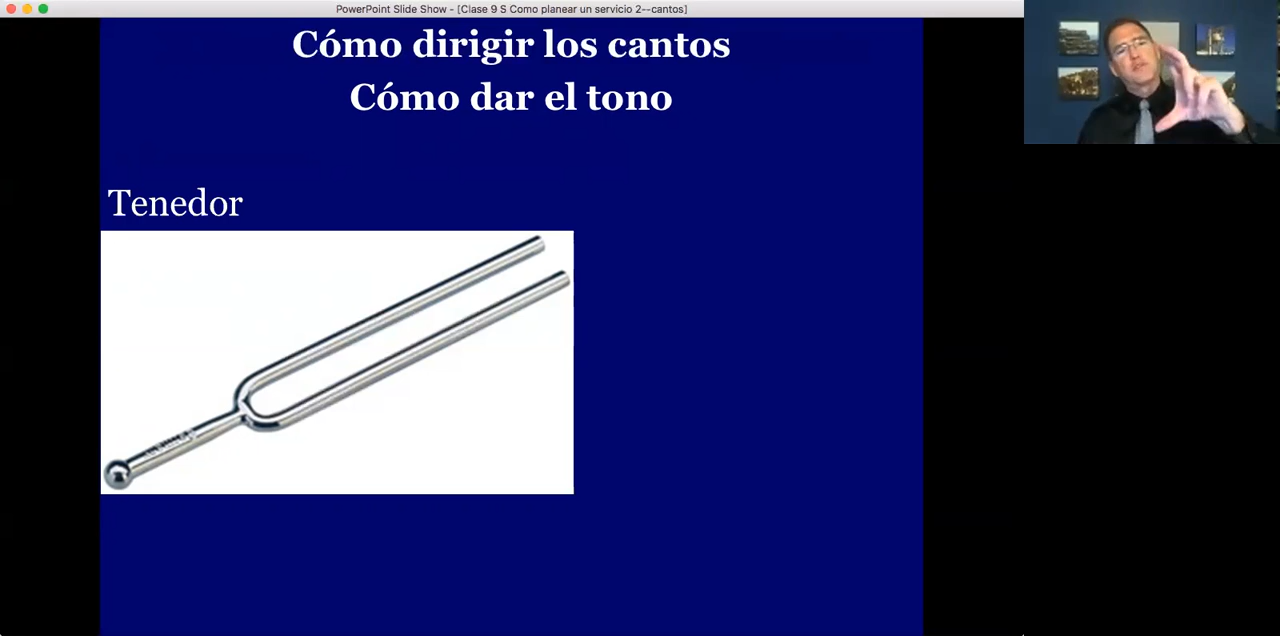 PowerPoint Slide Show - [Clase 9 S Como planear un servicio 2--cantos]
Cómo dirigir los cantos
Cómo dar el tono
Tenedor